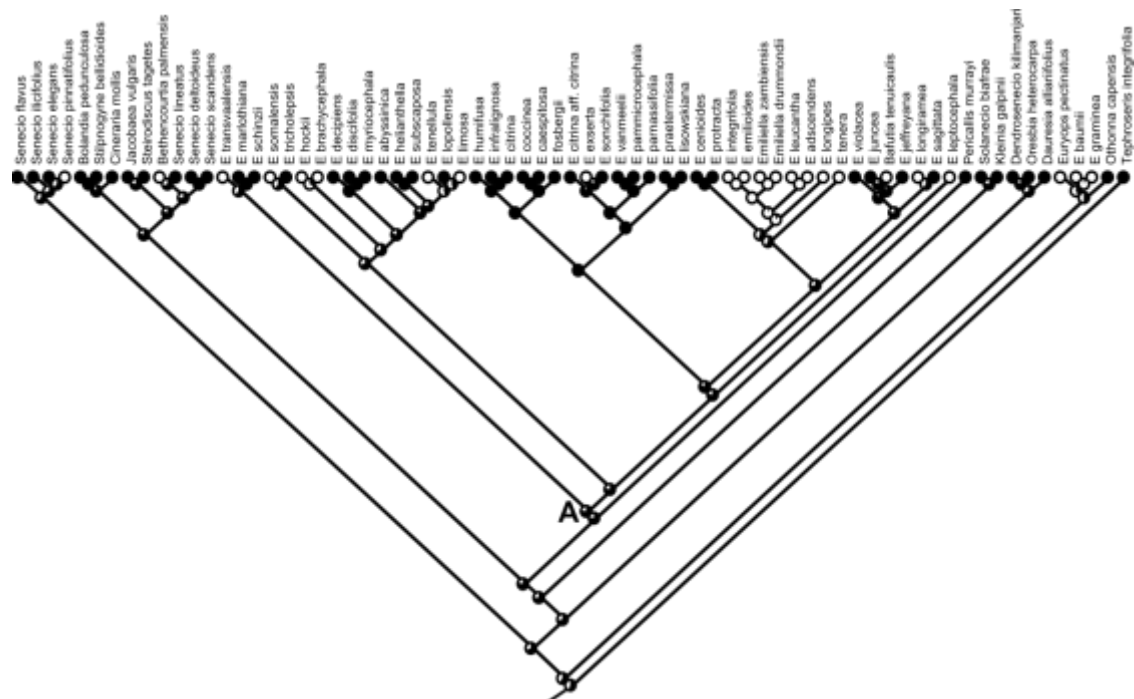 Senecio flavus
Senecio ilicifolius
Senecio elegans
Senecio pinnatifolius
Bolandia pedunculosa
Stilpnogyne bellidioides
Cineraria mollis
Jacobaea vulgaris
Steirodiscus tagetes
Bethencourtia palmensis
Senecio lineatus
Senecio deltoideus
Senecio scandens
E. transvaalensis
E. marlothiana
E. schinzii
E. somalensis
E. tricholepsis
E. hockii
E. brachycephala
E. decipiens
E. discifolia
E. myriocephala
E. abyssinica
E. helianthella
E. subscaposa
E. tenellula
E. lopollensis
E. limosa
E. humifusa
E. infralignosa
E. citrina
E. coccinea
E. caespitosa
E. fosbergii
E. citrina aff. citrina
E. exserta
E. sonchifolia
E. vanmeelii
E. pammicrocephala
E. parnassifolia
E. praetermissa
E. lisowskiana
E. cenioides
E. protracta
E. integrifolia
E. emilioides
Emiliella zambiensis
Emiliella drummondii
E. leucantha
E. adscendens
E. longipes
E. tenera
E. violacea
E. juncea
Bafutia tenuicaulis
E. jeffreyana
E. longiramea
E. sagittata
E. leptocephala
Pericallis murrayi
Solanecio biafrae
Kleinia galpinii
Dendrosenecio kilimanjari
Oresbia heterocarpa
Dauresia alliariifolius
Euryops pectinatus
E. baumii
E. graminea
Othonna capensis
Tephroseris integrifolia
A